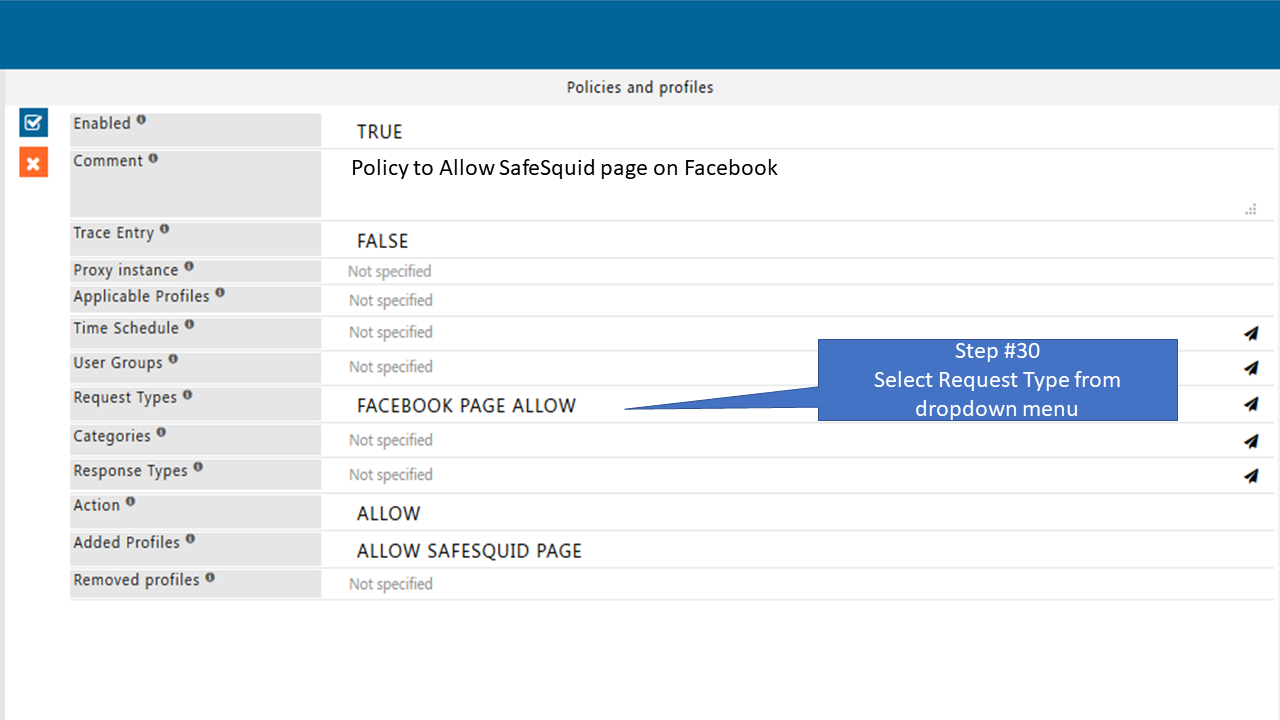 Policies and profiles
Enabled
TRUE
Comment
Policy to Allow SafeSquid page on Facebook
Trace Entry
FALSE
Proxy instance
Not specified
Applicable Profiles
Not specified
Time Schedule
Not specified
User Groups
Not specified
Step #30
Select Request Type from
dropdown menu
Request Types
FACEBOOK PAGE ALLOW
Categories
Not specified
Response Types
Not specified
Action
ALLOW
Added Profiles
ALLOW SAFESQUID PAGE
Removed profiles
Not specified